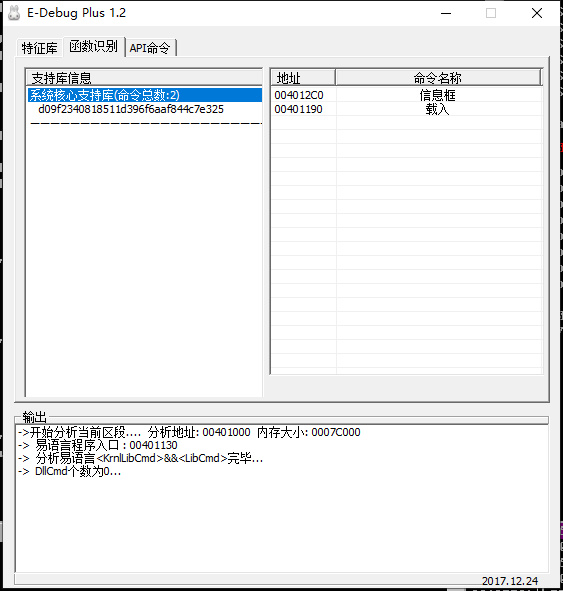 E-Debug Plus 1.2
特征库 函数识别 API命令
支持库信息
系统核心支持库(命令总数:2)
d09f2340818511d396f6aaf844c7e325
地址 命令名称
004012C0 信息框
00401190 载入
输出
->开始分析当前区段.... 分析地址: 00401000 内存大小: 0007C000
-> 易语言程序入口 : 00401130
-> 分析易语言<KrnlLibCmd>&&<LibCmd>完毕...
-> DllCmd个数为0...
2017.12.24